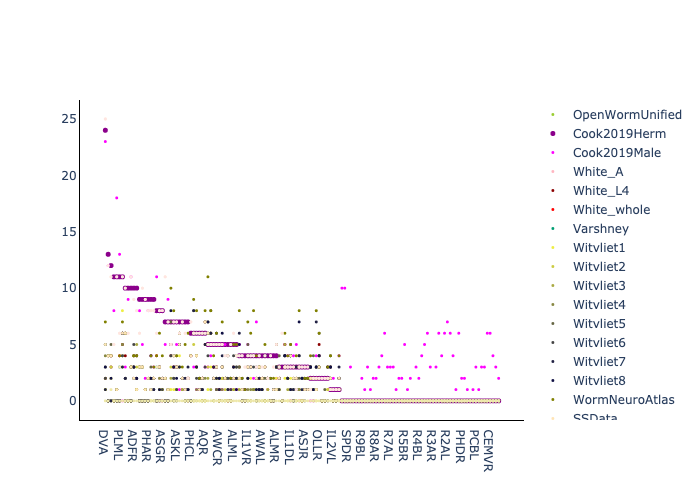 25
20
15
10
5
0
DVA
PLML
ADFR
PHAR
ASGR
ASKL
PHCL
AQR
AWCR
ALML
IL1VR
AWAL
ALMR
IL1DL
ASJR
OLLR
IL2VL
SPDR
R9BL
R8AR
R7AL
R5BR
R4BL
R3AR
R2AL
PHDR
PCBL
CEMVR
OpenWormUnified
Cook2019Herm
Cook2019Male
White_A
White_L4
White_whole
Varshney
Witvliet1
Witvliet2
Witvliet3
Witvliet4
Witvliet5
Witvliet6
Witvliet7
Witvliet8
WormNeuroAtlas
SSData